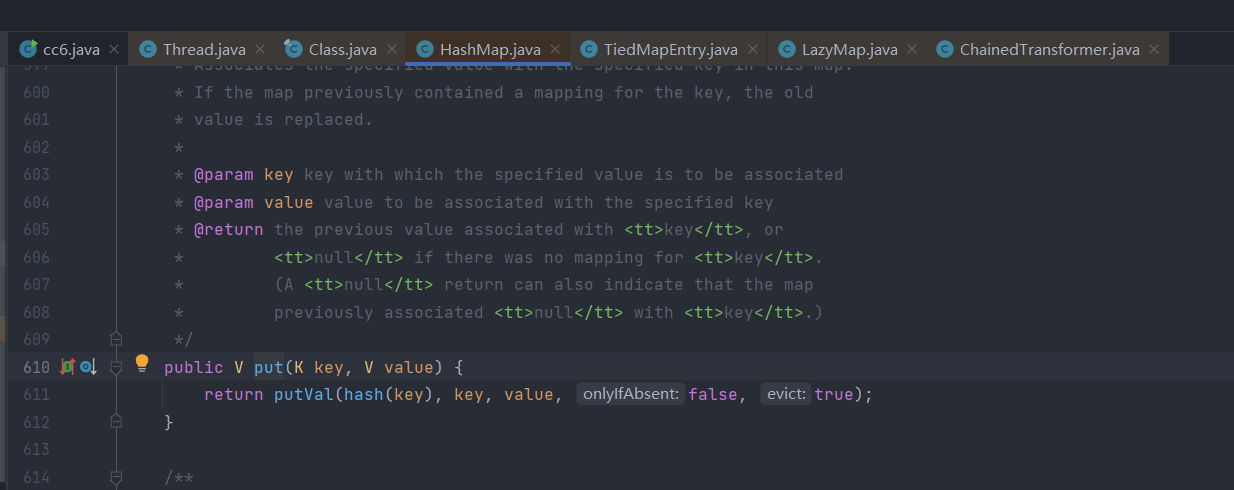 cc6.java Thread.java Class.java HashMap.java TiedMapEntry.java LazyMap.java ChainedTransformer.java
599 * Associates the specified value with the specified key in this map.
600 * If the map previously contained a mapping for the key, the old
601 * value is replaced.
602 *
603 * @param key key with which the specified value is to be associated
604 * @param value value to be associated with the specified key
605 * @return the previous value associated with <tt>key</tt>, or
606 * <tt>null</tt> if there was no mapping for <tt>key</tt>.
607 * (A <tt>null</tt> return can also indicate that the map
608 * previously associated <tt>null</tt> with <tt>key</tt>.)
609 */
610 public V put(K key, V value) {
611 return putVal(hash(key), key, value, onlyIfAbsent: false, evict: true);
612 }
613
614 /**